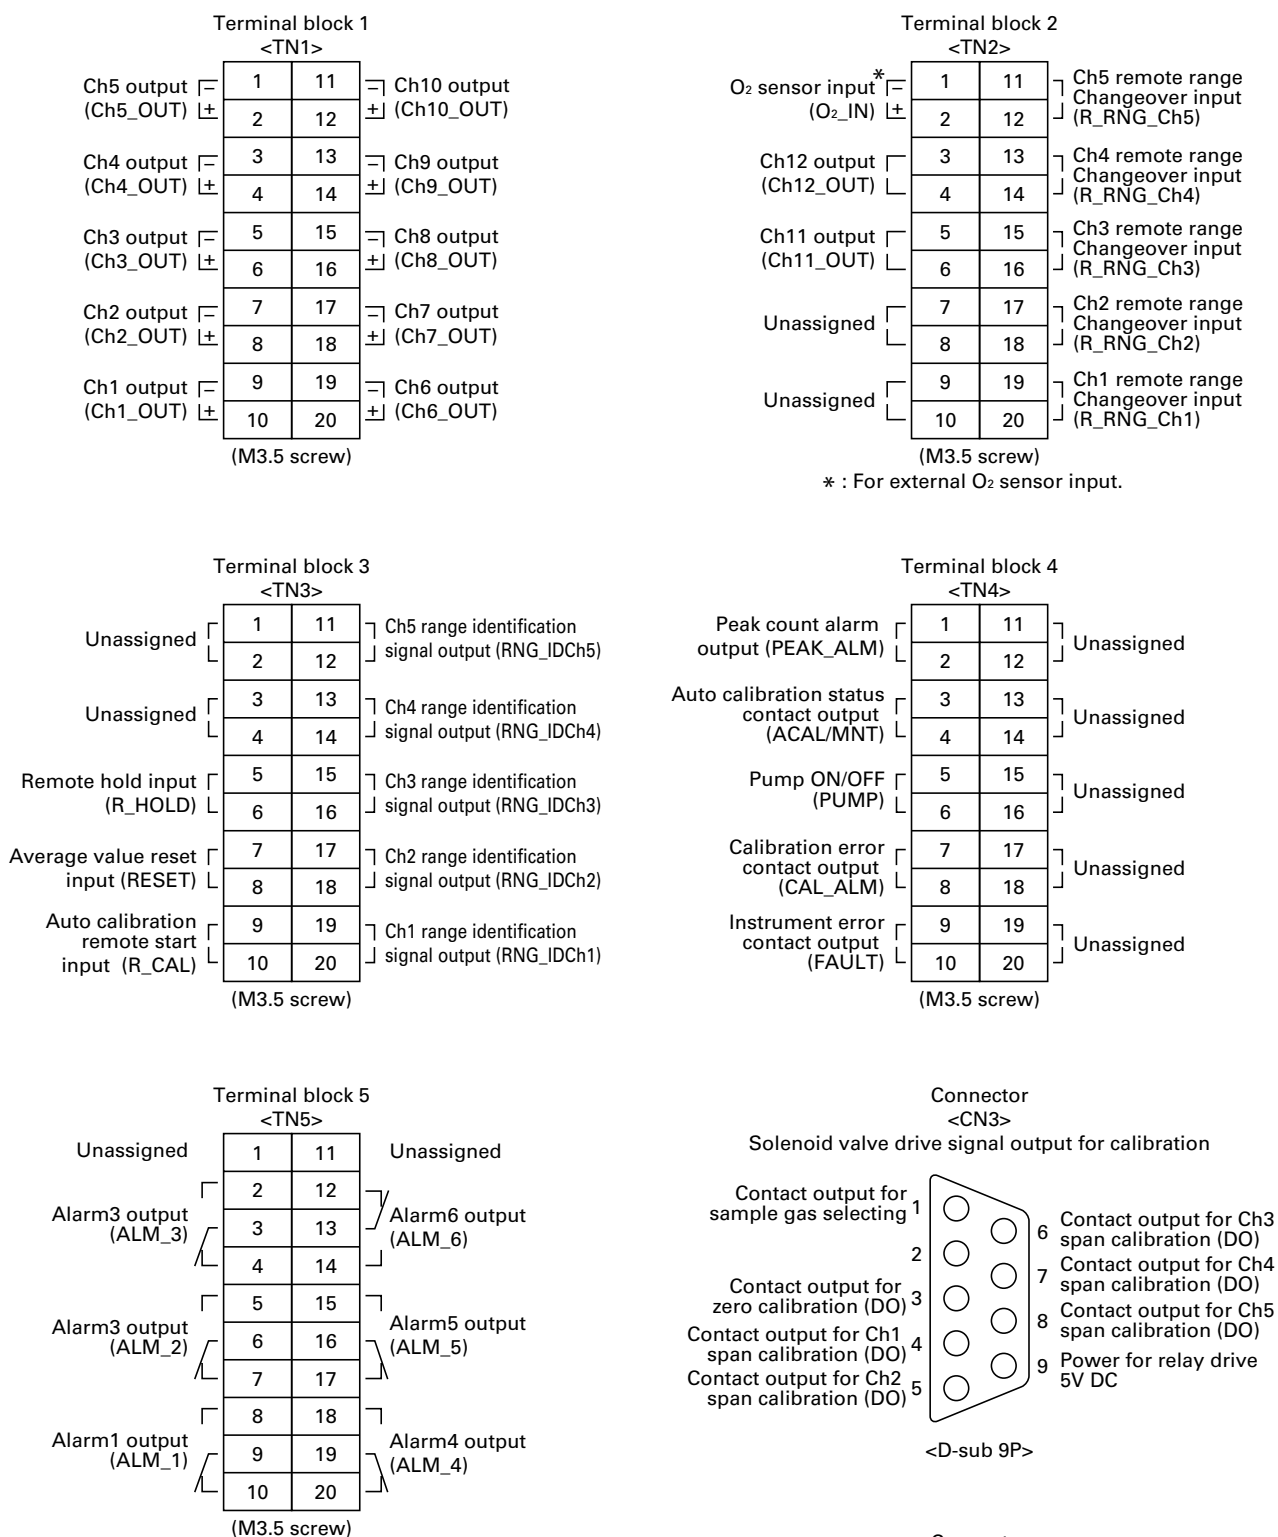 Terminal block 1
<TN1>
Ch5 output − 1 11 − Ch10 output
(Ch5_OUT) + 2 12 + (Ch10_OUT)
Ch4 output − 3 13 − Ch9 output
(Ch4_OUT) + 4 14 + (Ch9_OUT)
Ch3 output − 5 15 − Ch8 output
(Ch3_OUT) + 6 16 + (Ch8_OUT)
Ch2 output − 7 17 − Ch7 output
(Ch2_OUT) + 8 18 + (Ch7_OUT)
Ch1 output − 9 19 − Ch6 output
(Ch1_OUT) + 10 20 + (Ch6_OUT)
(M3.5 screw)
Terminal block 2
<TN2>
O2 sensor input * − 1 11 Ch5 remote range
Changeover input
(O2_IN) + 2 12 (R_RNG_Ch5)
Ch12 output 3 13 Ch4 remote range
Changeover input
(Ch12_OUT) 4 14 (R_RNG_Ch4)
Ch11 output 5 15 Ch3 remote range
Changeover input
(Ch11_OUT) 6 16 (R_RNG_Ch3)
7 17 Ch2 remote range
Unassigned Changeover input
8 18 (R_RNG_Ch2)
9 19 Ch1 remote range
Unassigned Changeover input
10 20 (R_RNG_Ch1)
(M3.5 screw)
* : For external O2 sensor input.
Terminal block 3
<TN3>
1 11 Ch5 range identification
Unassigned
2 12 signal output (RNG_IDCh5)
3 13 Ch4 range identification
Unassigned
4 14 signal output (RNG_IDCh4)
Remote hold input 5 15 Ch3 range identification
(R_HOLD) 6 16 signal output (RNG_IDCh3)
Average value reset 7 17 Ch2 range identification
input (RESET) 8 18 signal output (RNG_IDCh2)
Auto calibration 9 19 Ch1 range identification
remote start
input (R_CAL) 10 20 signal output (RNG_IDCh1)
(M3.5 screw)
Terminal block 4
<TN4>
Peak count alarm 1 11
Unassigned
output (PEAK_ALM) 2 12
Auto calibration status 3 13
contact output Unassigned
(ACAL/MNT) 4 14
Pump ON/OFF 5 15
Unassigned
(PUMP) 6 16
Calibration error 7 17
contact output Unassigned
(CAL_ALM) 8 18
Instrument error 9 19
contact output Unassigned
(FAULT) 10 20
(M3.5 screw)
Terminal block 5
<TN5>
Unassigned 1 11 Unassigned
2 12
Alarm3 output 3 13 Alarm6 output
(ALM_3) (ALM_6)
4 14
5 15
Alarm3 output 6 16 Alarm5 output
(ALM_2) (ALM_5)
7 17
8 18
Alarm1 output 9 19 Alarm4 output
(ALM_1) (ALM_4)
10 20
(M3.5 screw)
Connector
<CN3>
Solenoid valve drive signal output for calibration
Contact output for
sample gas selecting 1
2
Contact output for
zero calibration (DO) 3
Contact output for Ch1
span calibration (DO) 4
Contact output for Ch2
span calibration (DO) 5
6 Contact output for Ch3
span calibration (DO)
7 Contact output for Ch4
span calibration (DO)
8 Contact output for Ch5
span calibration (DO)
9 Power for relay drive
5V DC
<D-sub 9P>